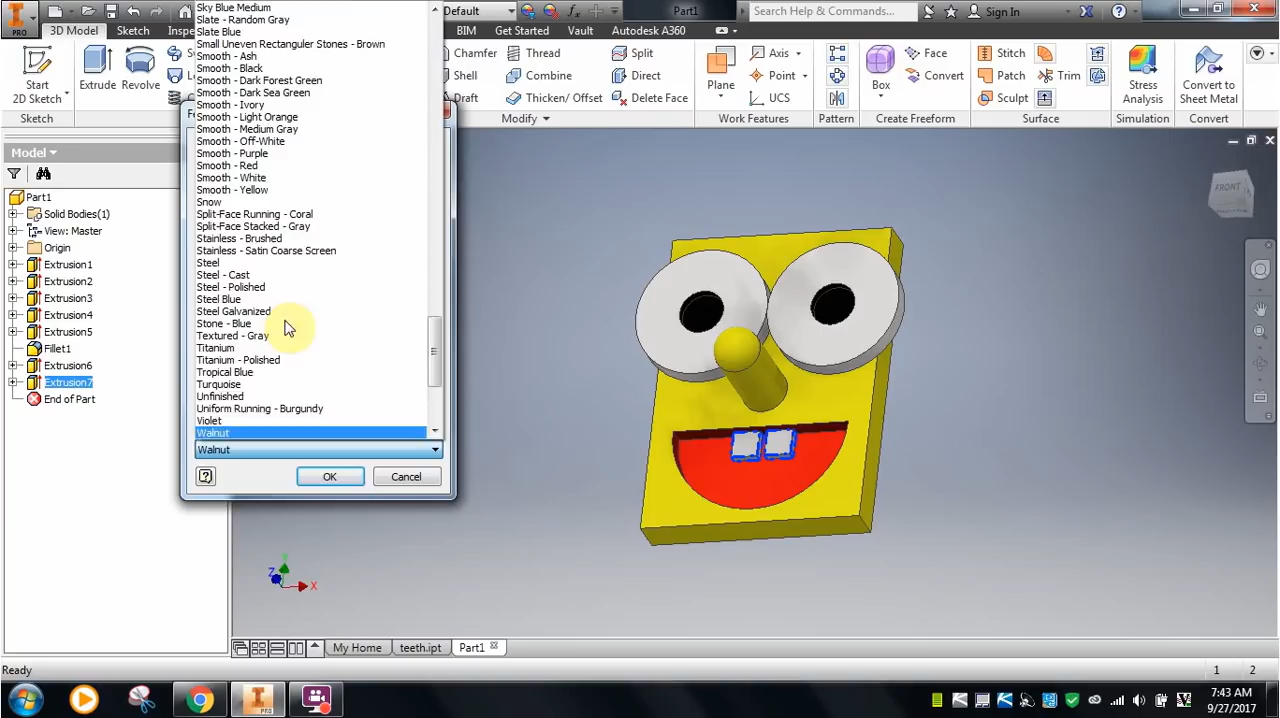 PRO
Default
Part1
Search Help & Commands...
Sign In
3D Model
Sketch
Inspe
BIM
Get Started
Vault
Autodesk A360
Start
2D Sketch
Extrude
Revolve
Chamfer
Shell
Draft
Thread
Combine
Thicken/ Offset
Split
Direct
Delete Face
Plane
Axis
Point
UCS
Box
Face
Convert
Stitch
Patch
Sculpt
Trim
Stress
Analysis
Convert to
Sheet Metal
Sketch
Modify
Work Features
Pattern
Create Freeform
Surface
Simulation
Convert
Model
Part1
Solid Bodies(1)
View: Master
Origin
Extrusion1
Extrusion2
Extrusion3
Extrusion4
Extrusion5
Fillet1
Extrusion6
Extrusion7
End of Part
Sky Blue Medium
Slate - Random Gray
Slate Blue
Small Uneven Rectanguler Stones - Brown
Smooth - Ash
Smooth - Black
Smooth - Dark Forest Green
Smooth - Dark Sea Green
Smooth - Ivory
Smooth - Light Orange
Smooth - Medium Gray
Smooth - Off-White
Smooth - Purple
Smooth - Red
Smooth - White
Smooth - Yellow
Snow
Split-Face Running - Coral
Split-Face Stacked - Gray
Stainless - Brushed
Stainless - Satin Coarse Screen
Steel
Steel - Cast
Steel - Polished
Steel Blue
Steel Galvanized
Stone - Blue
Textured - Gray
Titanium
Titanium - Polished
Tropical Blue
Turquoise
Unfinished
Uniform Running - Burgundy
Violet
Walnut
Walnut
OK
Cancel
FRONT
Y
Z
X
My Home
teeth.ipt
Part1
Ready
1
2
7:43 AM
9/27/2017